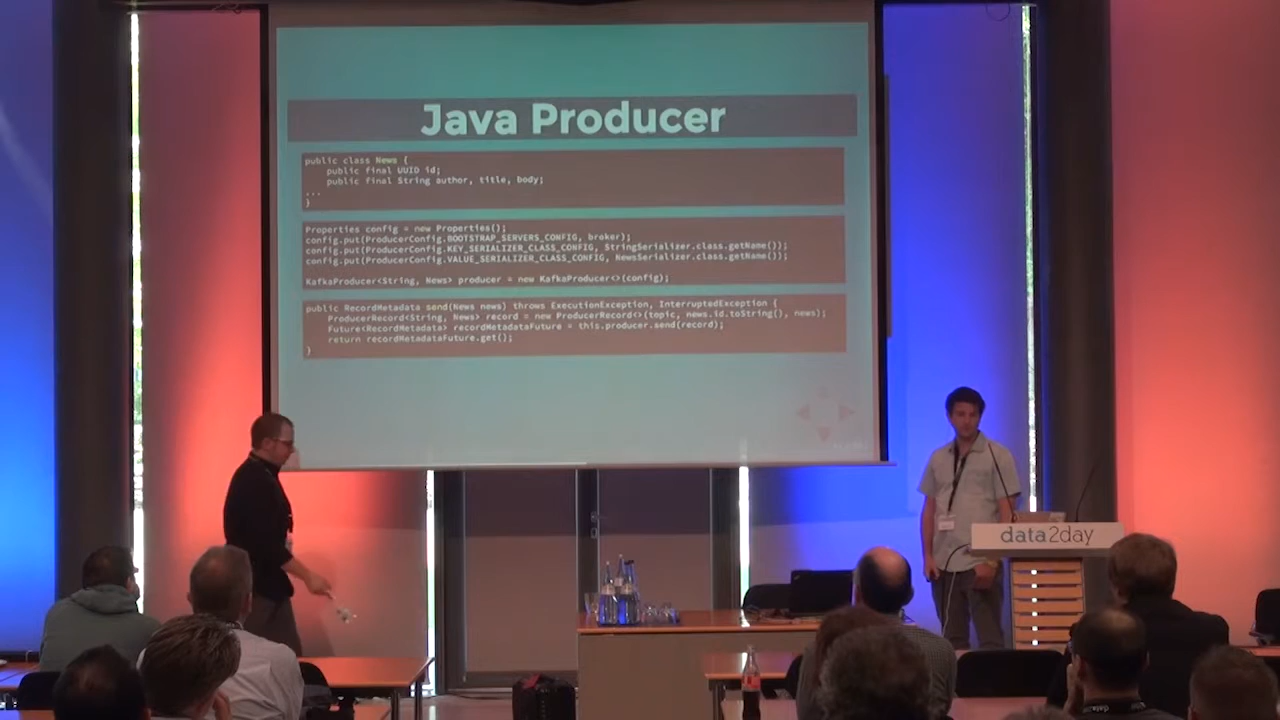 Java Producer
public class News {
public final UUID id;
public final String author, title, body;
...
}
Properties config = new Properties();
config.put(ProducerConfig.BOOTSTRAP_SERVERS_CONFIG, broker);
config.put(ProducerConfig.KEY_SERIALIZER_CLASS_CONFIG, StringSerializer.class.getName());
config.put(ProducerConfig.VALUE_SERIALIZER_CLASS_CONFIG, NewsSerializer.class.getName());
KafkaProducer<String, News> producer = new KafkaProducer<>(config);
public RecordMetadata send(News news) throws ExecutionException, InterruptedException {
ProducerRecord<String, News> record = new ProducerRecord<>(topic, news.id.toString(), news);
Future<RecordMetadata> recordMetadataFuture = this.producer.send(record);
return recordMetadataFuture.get();
}
data2day